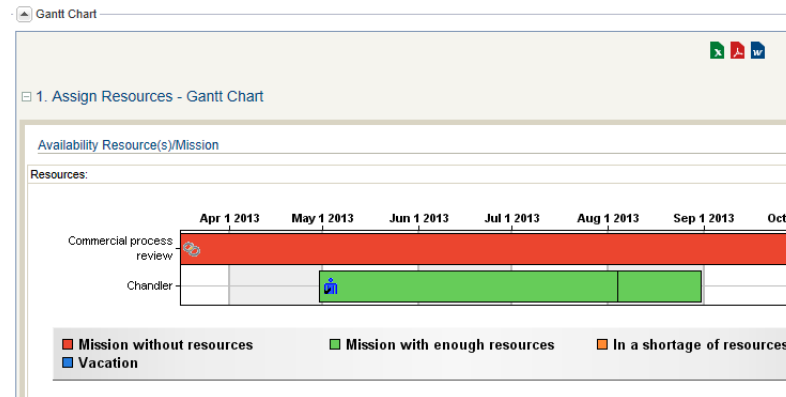 Gantt Chart
1. Assign Resources - Gantt Chart
Availability Resource(s)/Mission
Resources:
Apr 1 2013 May 1 2013 Jun 1 2013 Jul 1 2013 Aug 1 2013 Sep 1 2013 Oct
Commercial process
review
Chandler
Mission without resources Mission with enough resources In a shortage of resources
Vacation